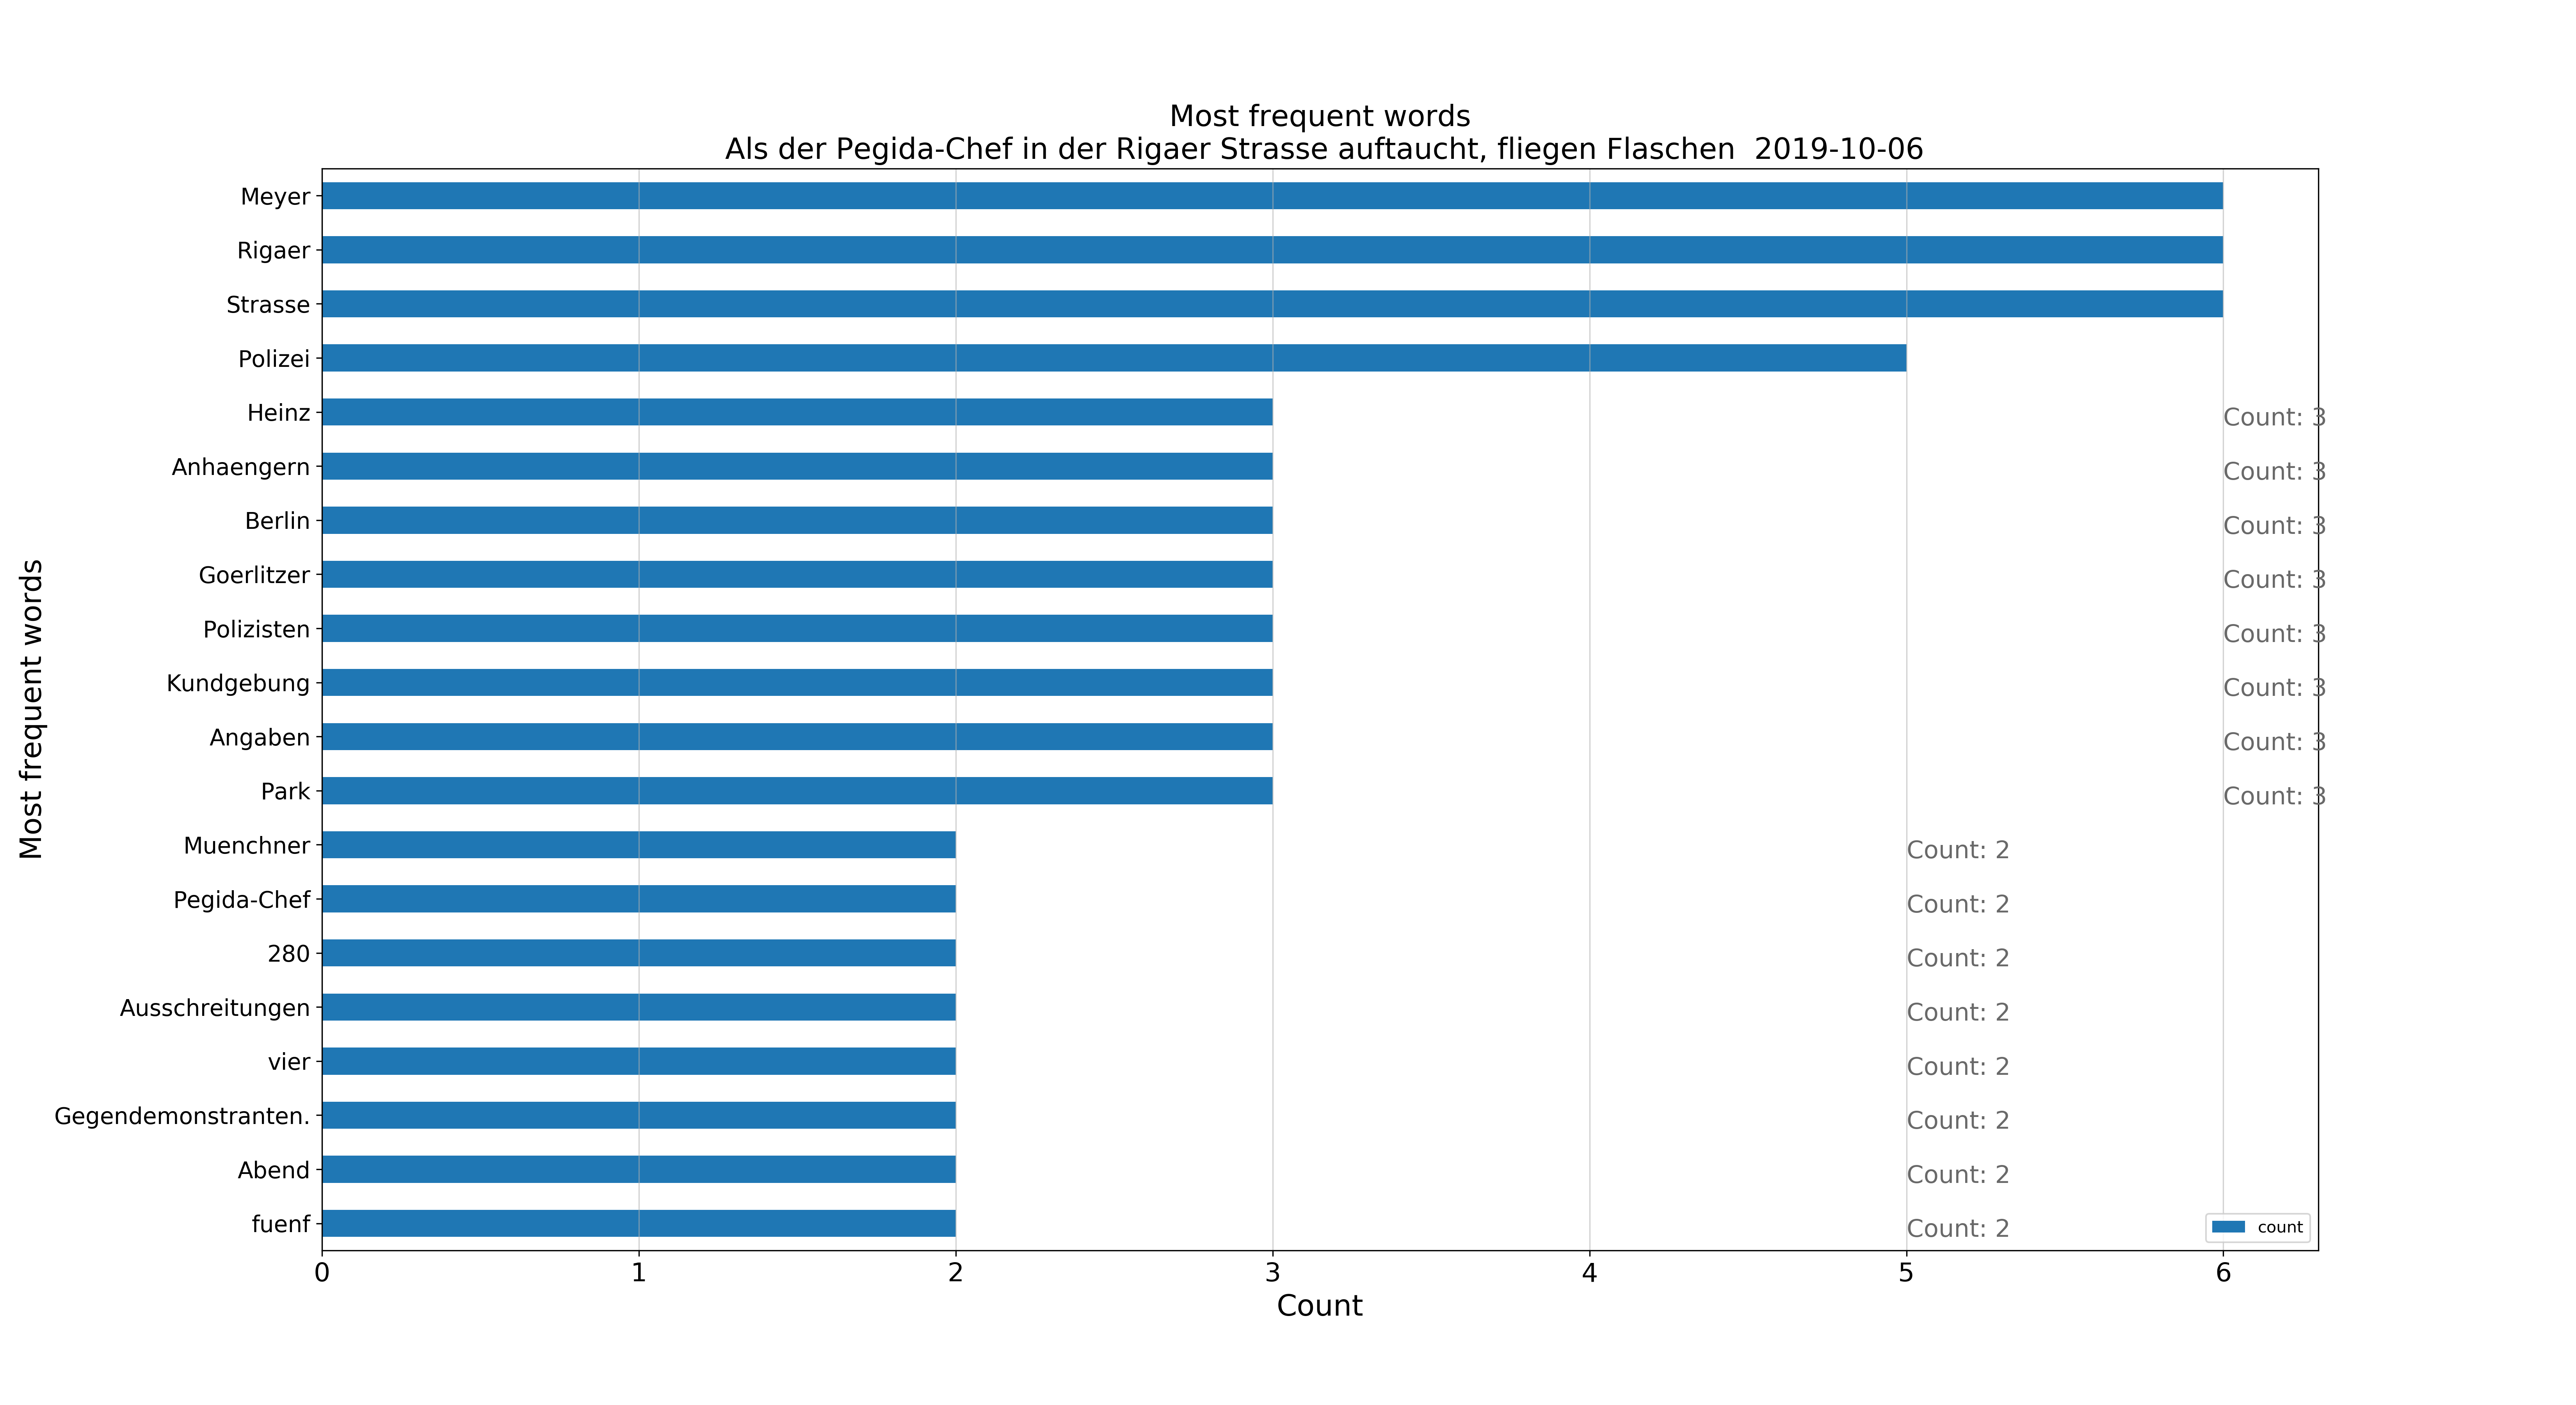 Most frequent words
Als der Pegida-Chef in der Rigaer Strasse auftaucht, fliegen Flaschen  2019-10-06
Most frequent words
Meyer
Rigaer
Strasse
Polizei
Heinz Count: 3
Anhaengern Count: 3
Berlin Count: 3
Goerlitzer Count: 3
Polizisten Count: 3
Kundgebung Count: 3
Angaben Count: 3
Park Count: 3
Muenchner Count: 2
Pegida-Chef Count: 2
280 Count: 2
Ausschreitungen Count: 2
vier Count: 2
Gegendemonstranten. Count: 2
Abend Count: 2
fuenf Count: 2
count
0 1 2 3 4 5 6
Count